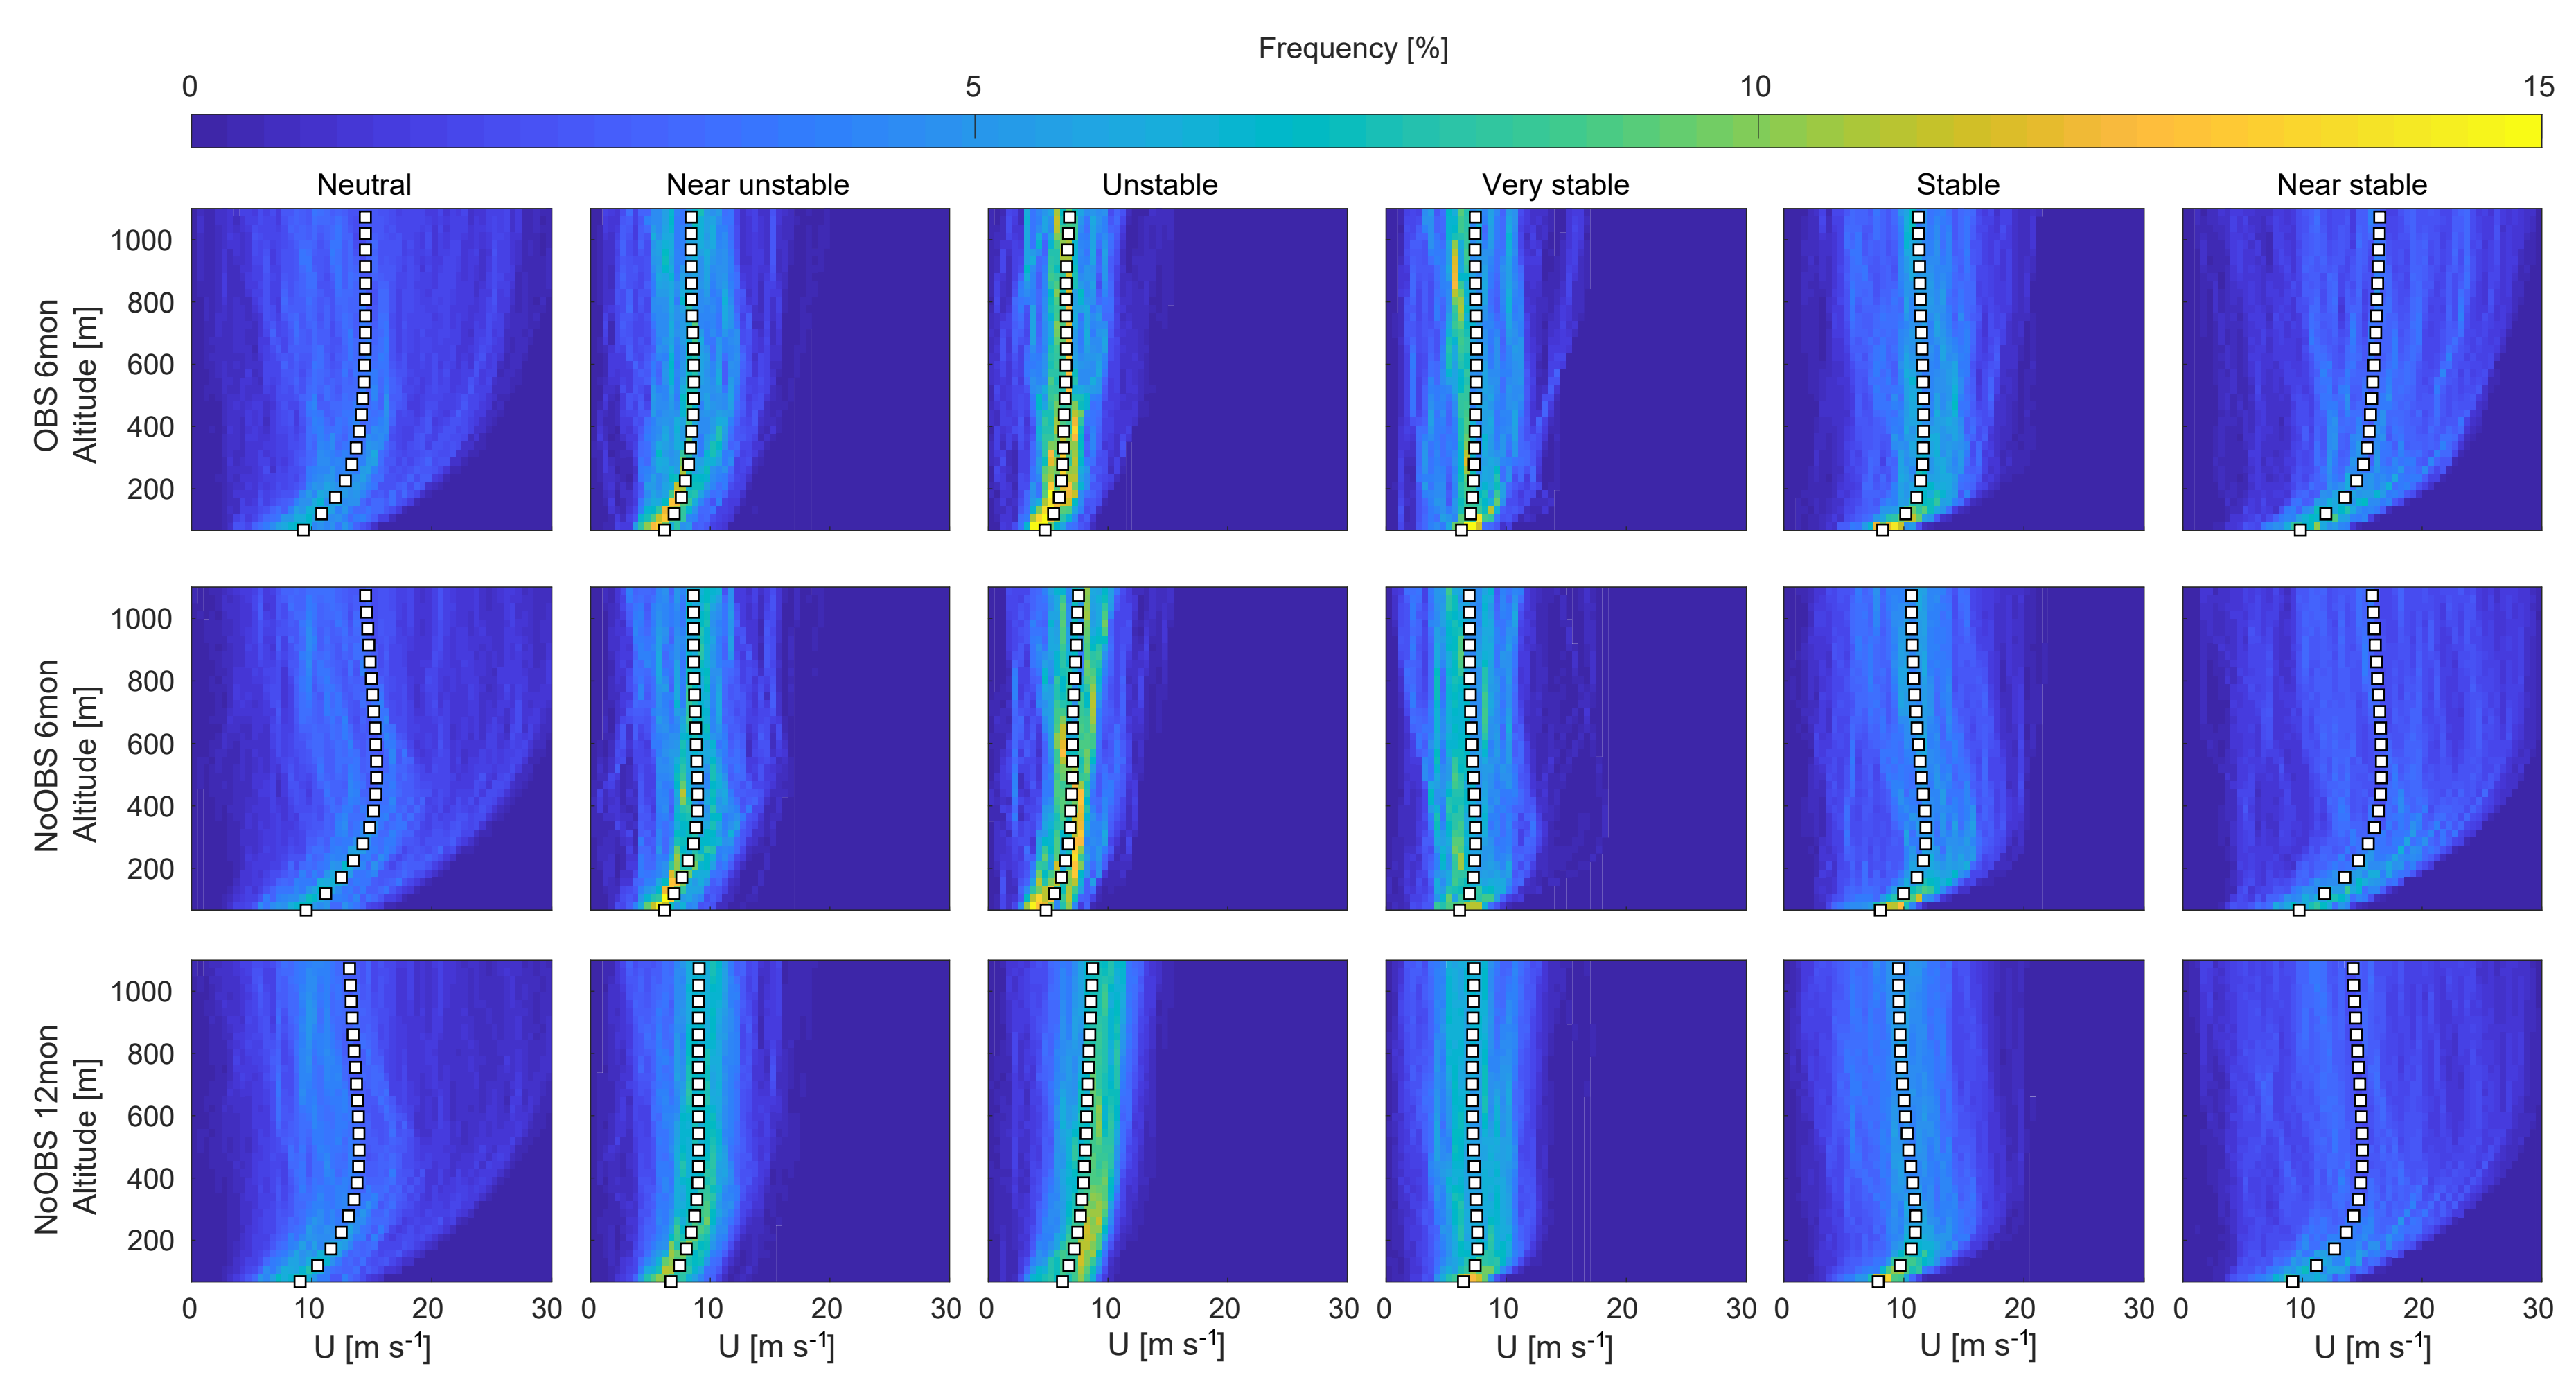 Frequency [%]
0 5 10 15
Neutral Near unstable Unstable Very stable Stable Near stable
OBS 6mon
Altitude [m]
1000
800
600
400
200
NoOBS 6mon
Altitude [m]
1000
800
600
400
200
NoOBS 12mon
Altitude [m]
1000
800
600
400
200
0 10 20 30 0 10 20 30 0 10 20 30 0 10 20 30 0 10 20 30 0 10 20 30
U [m s⁻¹] U [m s⁻¹] U [m s⁻¹] U [m s⁻¹] U [m s⁻¹] U [m s⁻¹]